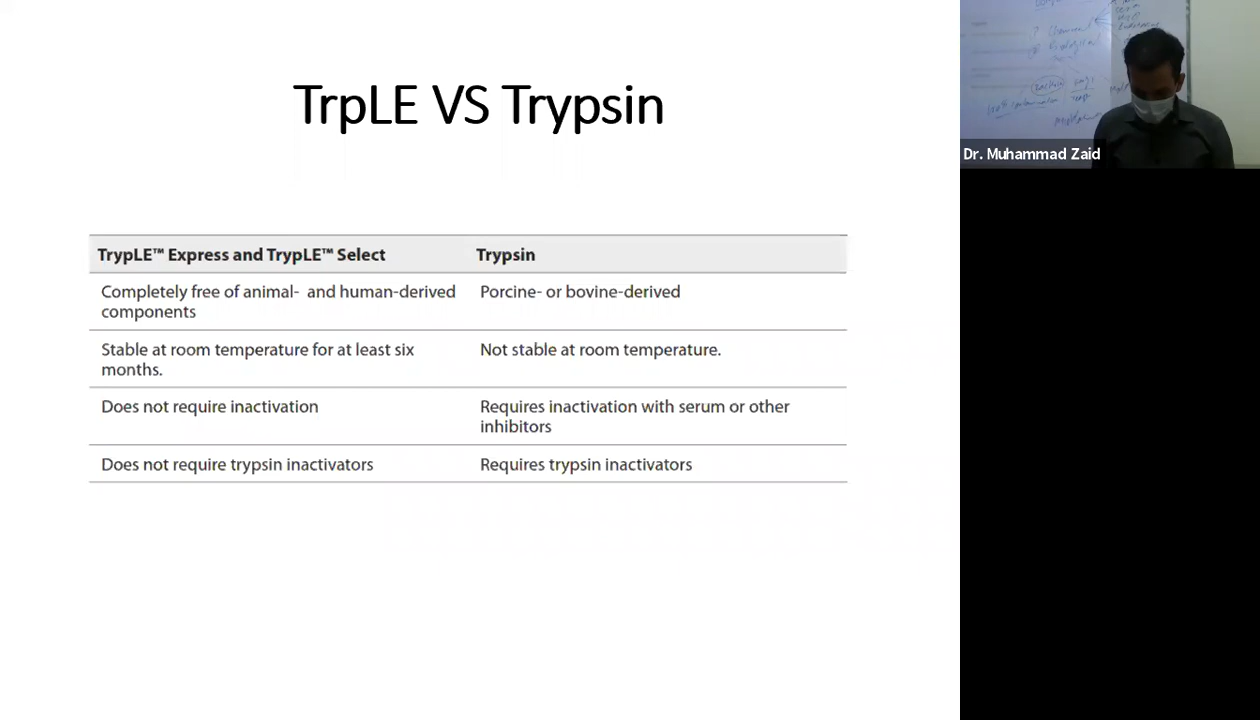 TrpLE VS Trypsin
TrypLE™ Express and TrypLE™ Select
Trypsin
Completely free of animal- and human-derived
components
Porcine- or bovine-derived
Stable at room temperature for at least six
months.
Not stable at room temperature.
Does not require inactivation
Requires inactivation with serum or other
inhibitors
Does not require trypsin inactivators
Requires trypsin inactivators
Dr. Muhammad Zaid